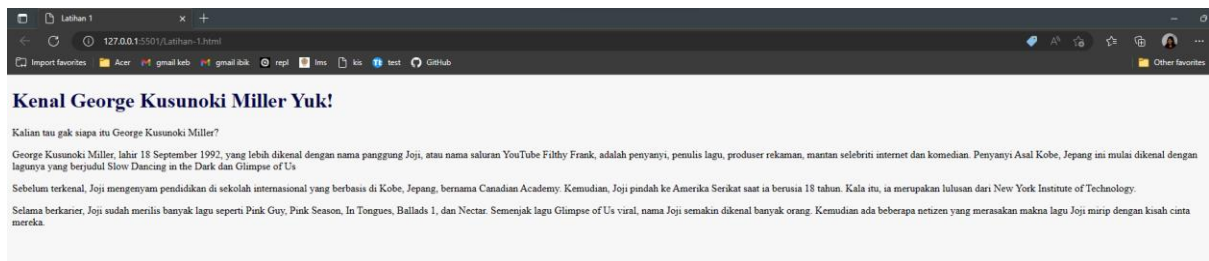 Latihan 1
127.0.0.1:5501/Latihan-1.html
Import favorites Acer gmail keb gmail ibik repl lms kis test GitHub Other favorites
Kenal George Kusunoki Miller Yuk!
Kalian tau gak siapa itu George Kusunoki Miller?
George Kusunoki Miller, lahir 18 September 1992, yang lebih dikenal dengan nama panggung Joji, atau nama saluran YouTube Filthy Frank, adalah penyanyi, penulis lagu, produser rekaman, mantan selebriti internet dan komedian. Penyanyi Asal Kobe, Jepang ini mulai dikenal dengan
lagunya yang berjudul Slow Dancing in the Dark dan Glimpse of Us
Sebelum terkenal, Joji mengenyam pendidikan di sekolah internasional yang berbasis di Kobe, Jepang, bernama Canadian Academy. Kemudian, Joji pindah ke Amerika Serikat saat ia berusia 18 tahun. Kala itu, ia merupakan lulusan dari New York Institute of Technology.
Selama berkarier, Joji sudah merilis banyak lagu seperti Pink Guy, Pink Season, In Tongues, Ballads 1, dan Nectar. Semenjak lagu Glimpse of Us viral, nama Joji semakin dikenal banyak orang. Kemudian ada beberapa netizen yang merasakan makna lagu Joji mirip dengan kisah cinta
mereka.